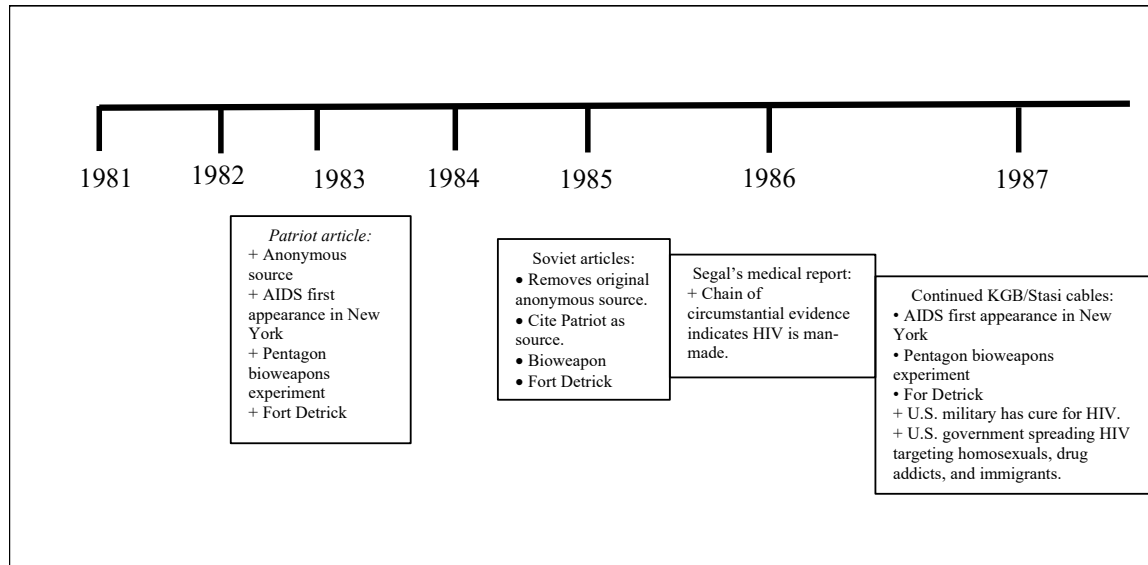 1981 1982 1983 1984 1985 1986 1987
Patriot article:
+ Anonymous
source
+ AIDS first
appearance in New
York
+ Pentagon
bioweapons
experiment
+ Fort Detrick
Soviet articles:
• Removes original
anonymous source.
• Cite Patriot as
source.
• Bioweapon
• Fort Detrick
Segal’s medical report:
+ Chain of
circumstantial evidence
indicates HIV is man-
made.
Continued KGB/Stasi cables:
• AIDS first appearance in New
York
• Pentagon bioweapons
experiment
• For Detrick
+ U.S. military has cure for HIV.
+ U.S. government spreading HIV
targeting homosexuals, drug
addicts, and immigrants.